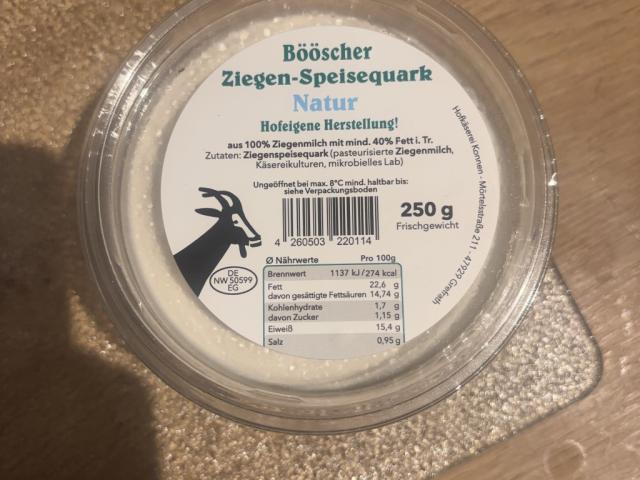 Bööscher
Ziegen-Speisequark
Natur
Hofeigene Herstellung!
aus 100% Ziegenmilch mit mind. 40% Fett i. Tr.
Zutaten: Ziegenspeisequark (pasteurisierte Ziegenmilch,
Käsereikulturen, mikrobielles Lab)
Ungeöffnet bei max. 8°C mind. haltbar bis:
siehe Verpackungsboden
4 260503 220114
250 g
Frischgewicht
Hofkäserei Konnen - Mörtelsstraße 211 - 47929 Grefrath
DE
NW 50599
EG
Ø Nährwerte Pro 100g
Brennwert 1137 kJ/274 kcal
Fett 22,6 g
davon gesättigte Fettsäuren 14,74 g
Kohlenhydrate 1,7 g
davon Zucker 1,15 g
Eiweiß 15,4 g
Salz 0,95 g